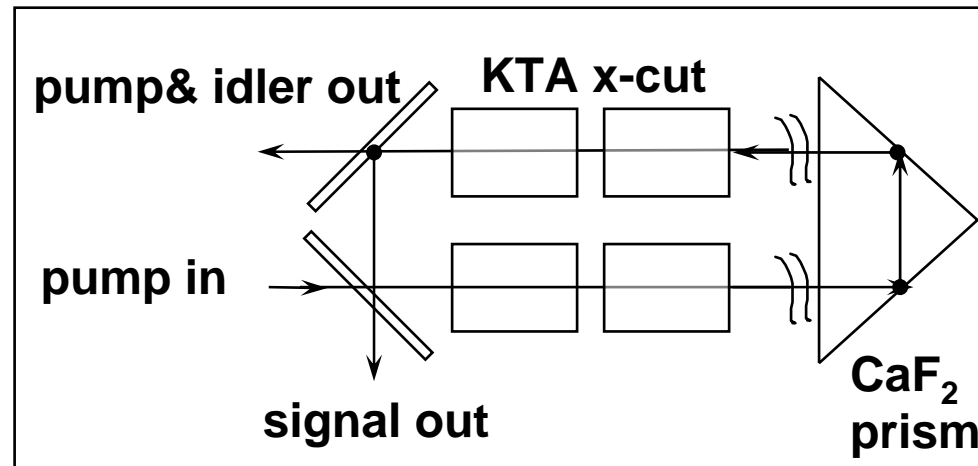 pump& idler out
KTA x-cut
pump in
signal out
CaF₂
prism